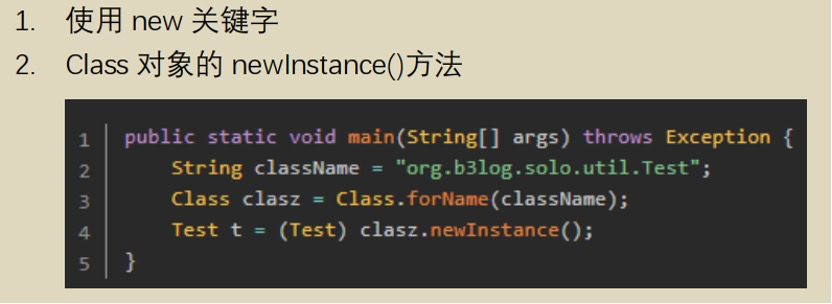 1. 使用 new 关键字
2. Class 对象的 newInstance()方法
1 public static void main(String[] args) throws Exception {
2     String className = "org.b3log.solo.util.Test";
3     Class clasz = Class.forName(className);
4     Test t = (Test) clasz.newInstance();
5 }